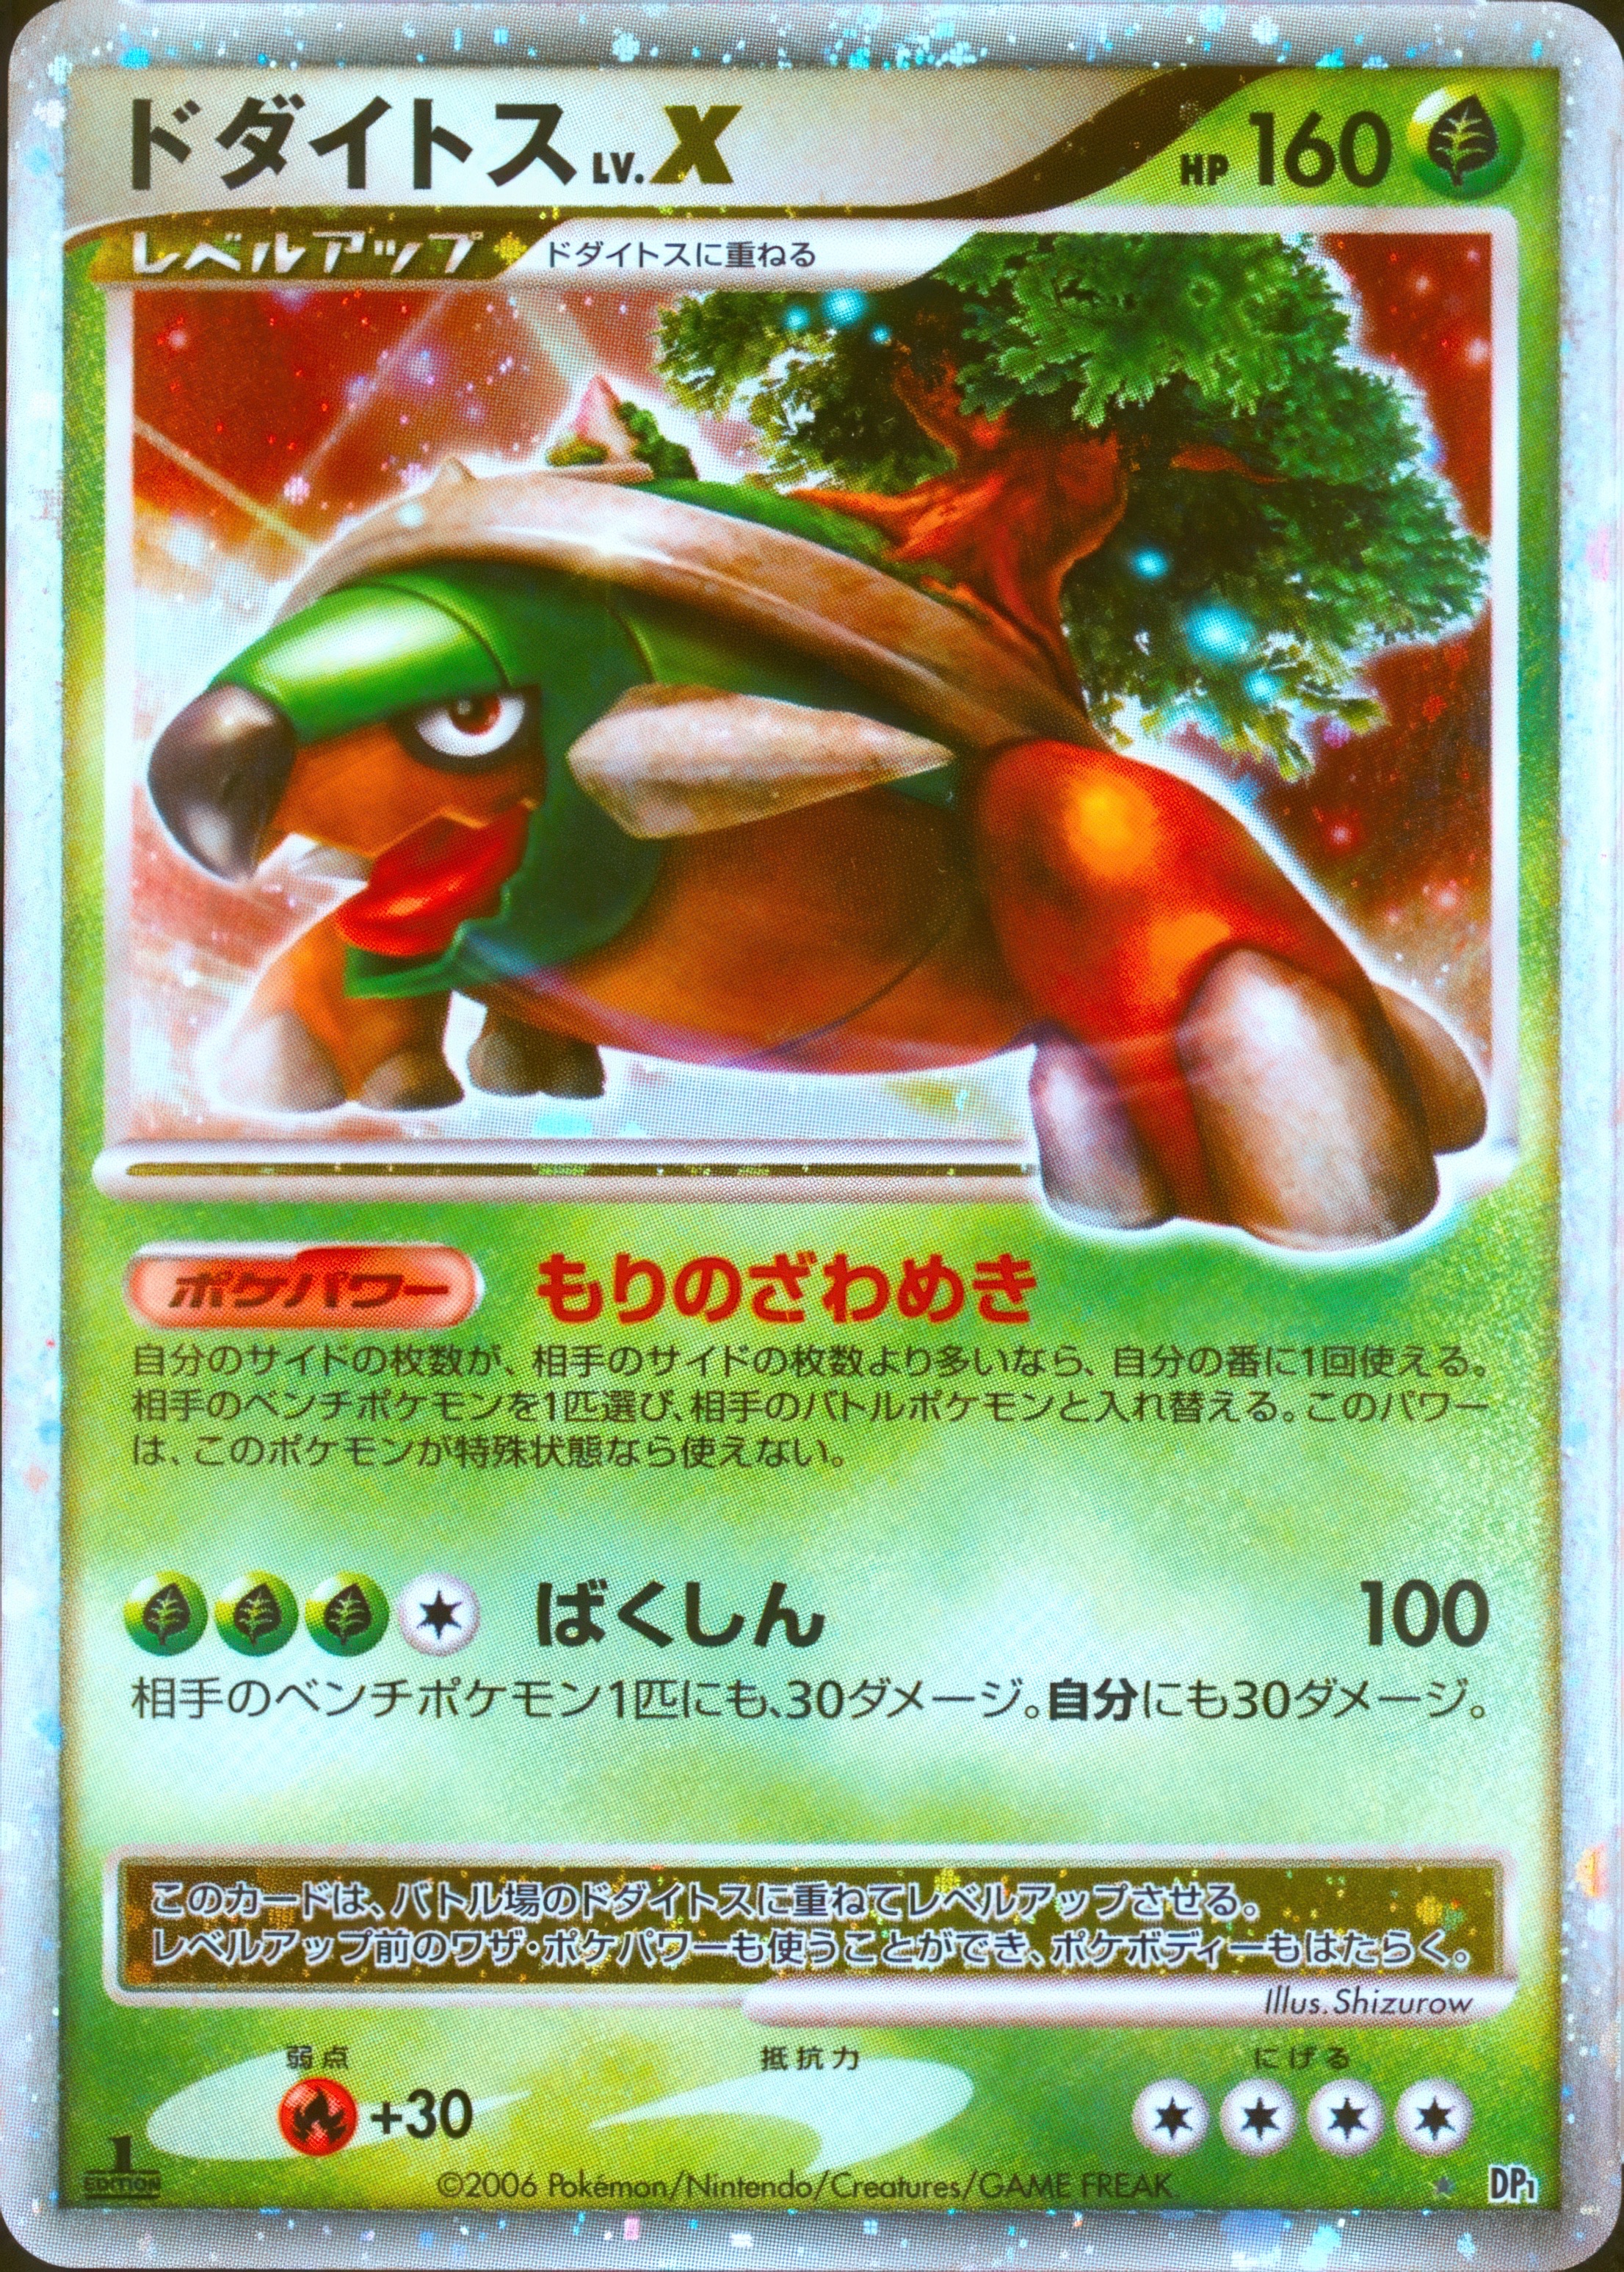 ドダイトス LV.X HP 160
レベルアップ ドダイトスに重ねる
ポケパワー もりのざわめき
自分のサイドの枚数が、相手のサイドの枚数より多いなら、自分の番に1回使える。
相手のベンチポケモンを1匹選び、相手のバトルポケモンと入れ替える。このパワー
は、このポケモンが特殊状態なら使えない。
ばくしん 100
相手のベンチポケモン1匹にも、30ダメージ。自分にも30ダメージ。
このカードは、バトル場のドダイトスに重ねてレベルアップさせる。
レベルアップ前のワザ・ポケパワーも使うことができ、ポケボディーもはたらく。
Illus.Shizurow
弱点 抵抗力 にげる
+30
1
EDITION
©2006 Pokémon/Nintendo/Creatures/GAME FREAK.
★ DP1